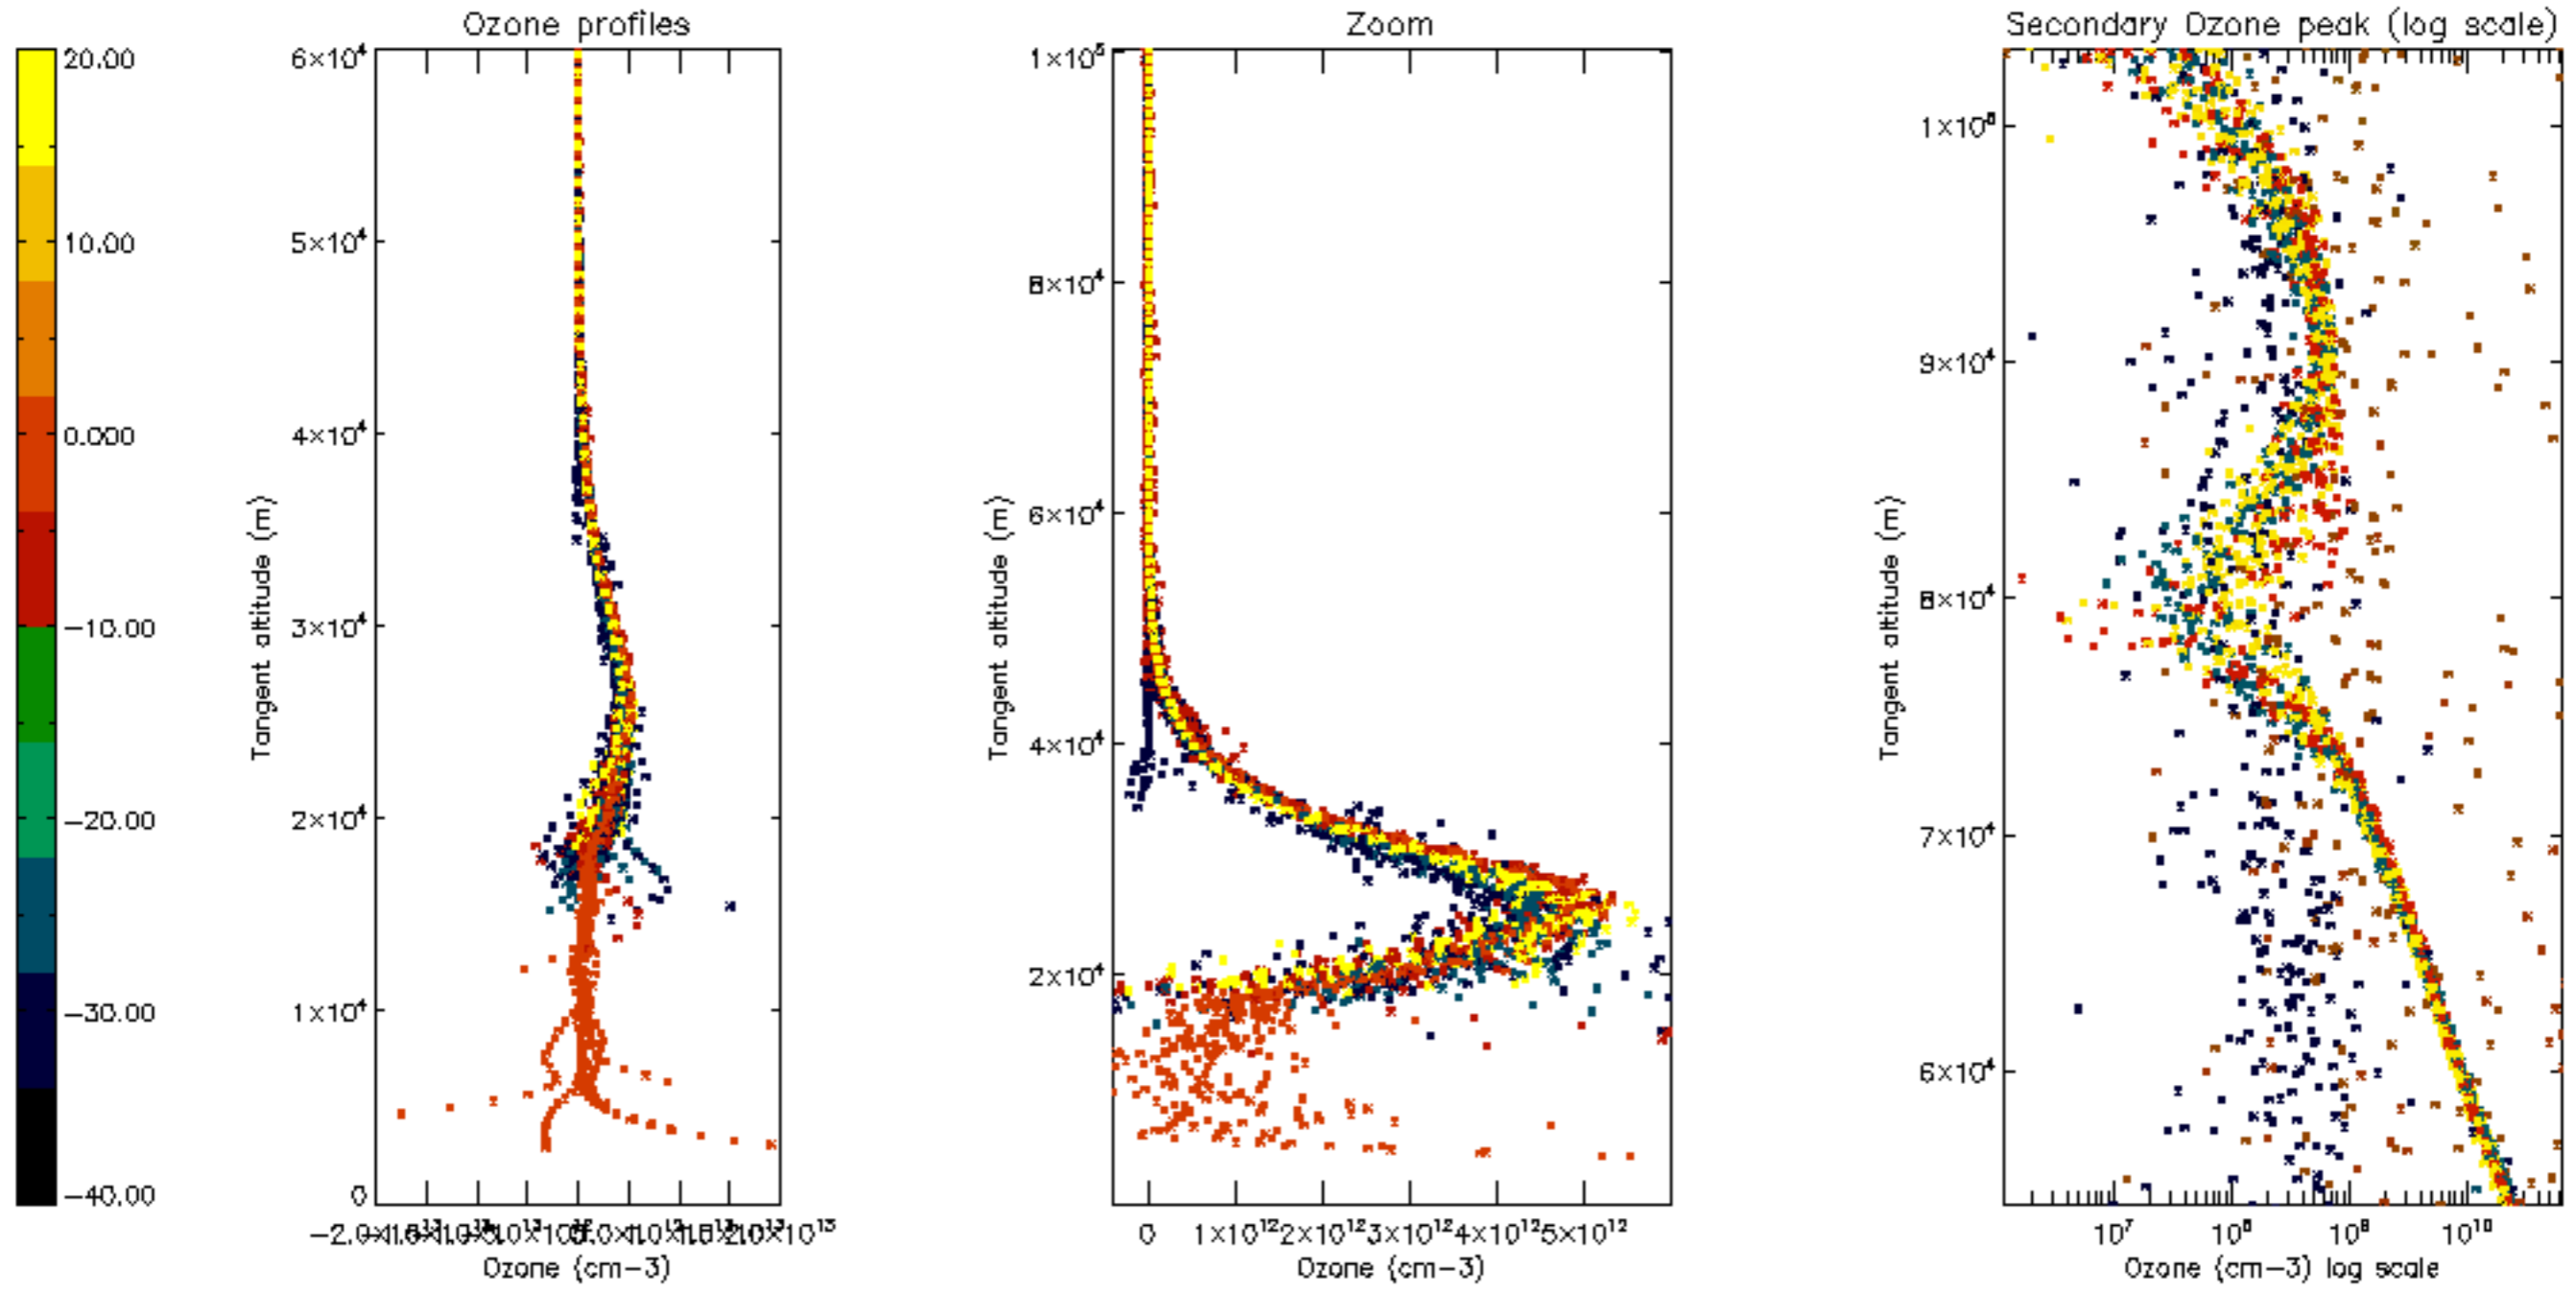 Ozone profiles
Zoom
Secondary Ozone peak (log scale)
20.00
10.00
0.000
−10.00
−20.00
−30.00
−40.00
Tangent altitude (m)
6×10⁴
5×10⁴
4×10⁴
3×10⁴
2×10⁴
1×10⁴
0
Ozone (cm−3)
Tangent altitude (m)
1×10⁵
8×10⁴
6×10⁴
4×10⁴
2×10⁴
0 1×10¹² 2×10¹² 3×10¹² 4×10¹² 5×10¹²
Ozone (cm−3)
Tangent altitude (m)
1×10⁵
9×10⁴
8×10⁴
7×10⁴
6×10⁴
10⁷ 10⁸ 10⁹ 10¹⁰
Ozone (cm−3) log scale